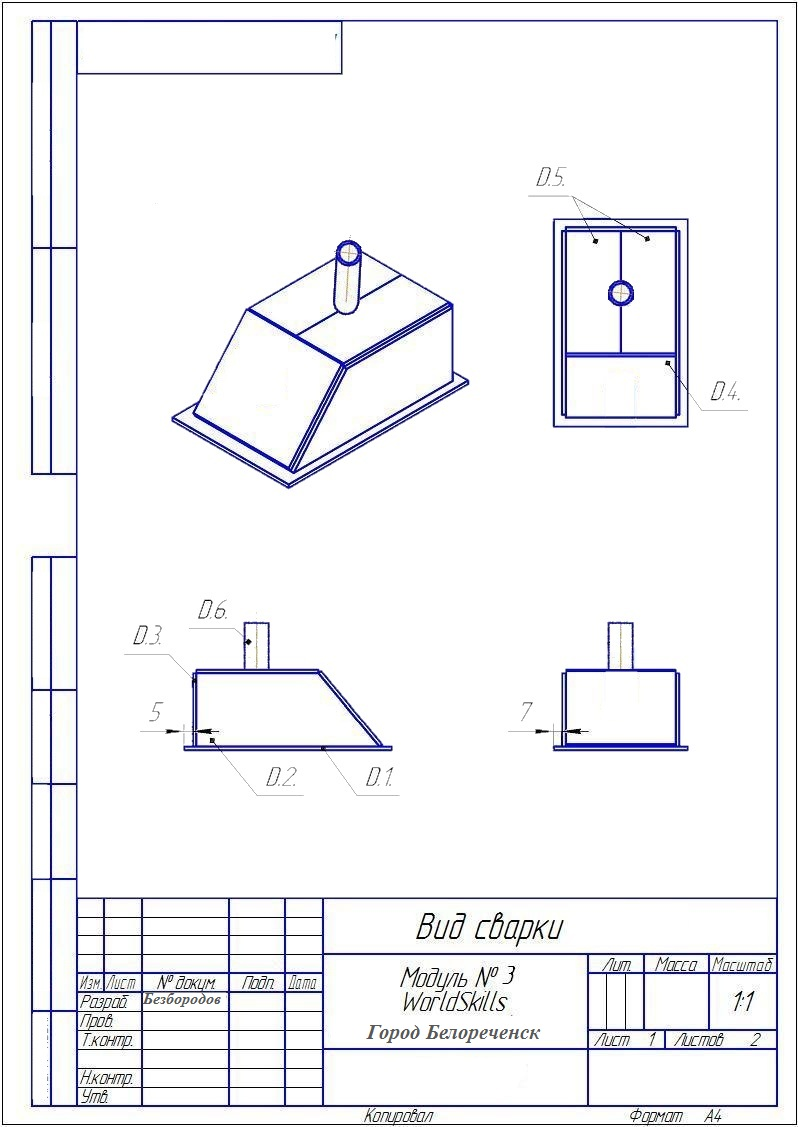 D.5.
D.4.
D.6.
D.3.
5
7
D.2.
D.1.
Вид сварки
Модуль № 3
WorldSkills
Город Белореченск
Лит. Масса Масштаб
1:1
Лист 1 Листов 2
Изм. Лист № докум. Подп. Дата
Разраб. Безбородов
Пров.
Т.контр.
Н.контр.
Утв.
Копировал Формат А4